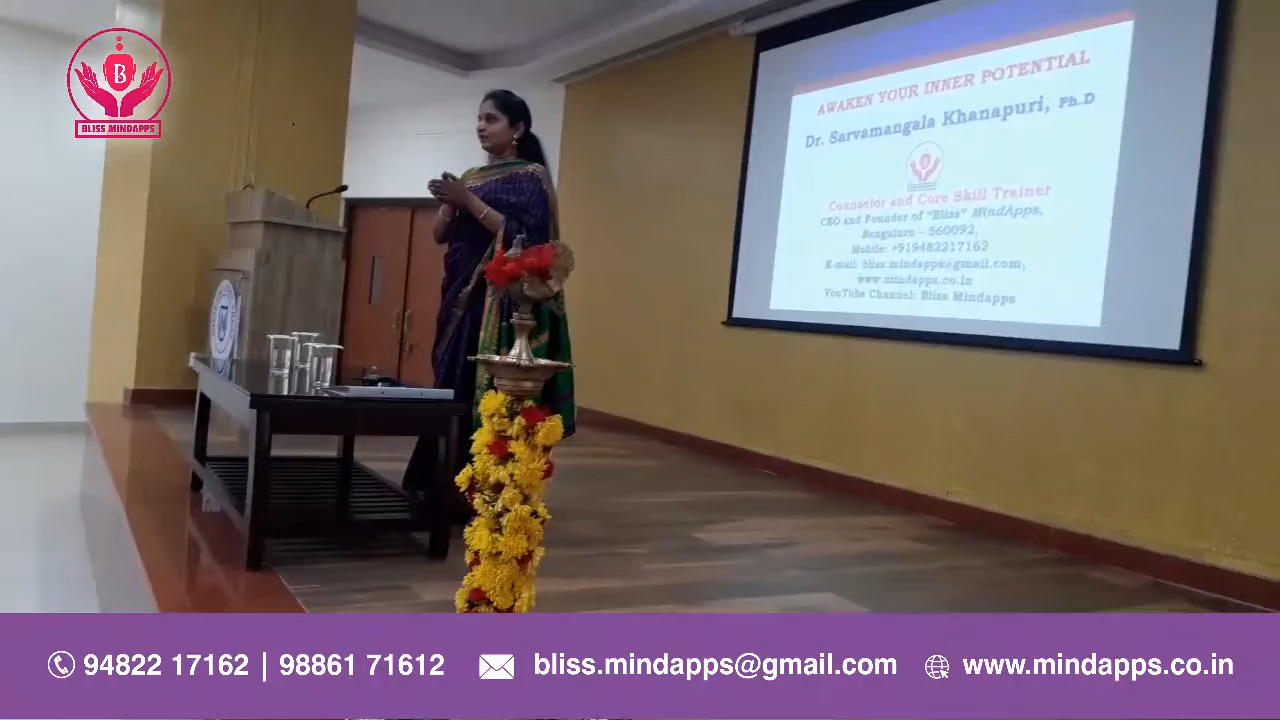 B
BLISS MINDAPPS
AWAKEN YOUR INNER POTENTIAL
Dr. Sarvamangala Khanapuri, Ph.D
Counselor and Core Skill Trainer
CEO and Founder of "Bliss" MindApps,
Bengaluru – 560092,
Mobile: +919482217162
E-mail: bliss.mindapps@gmail.com,
www.mindapps.co.in
YouTube Channel: Bliss Mindapps
94822 17162 | 98861 71612
bliss.mindapps@gmail.com
www.mindapps.co.in